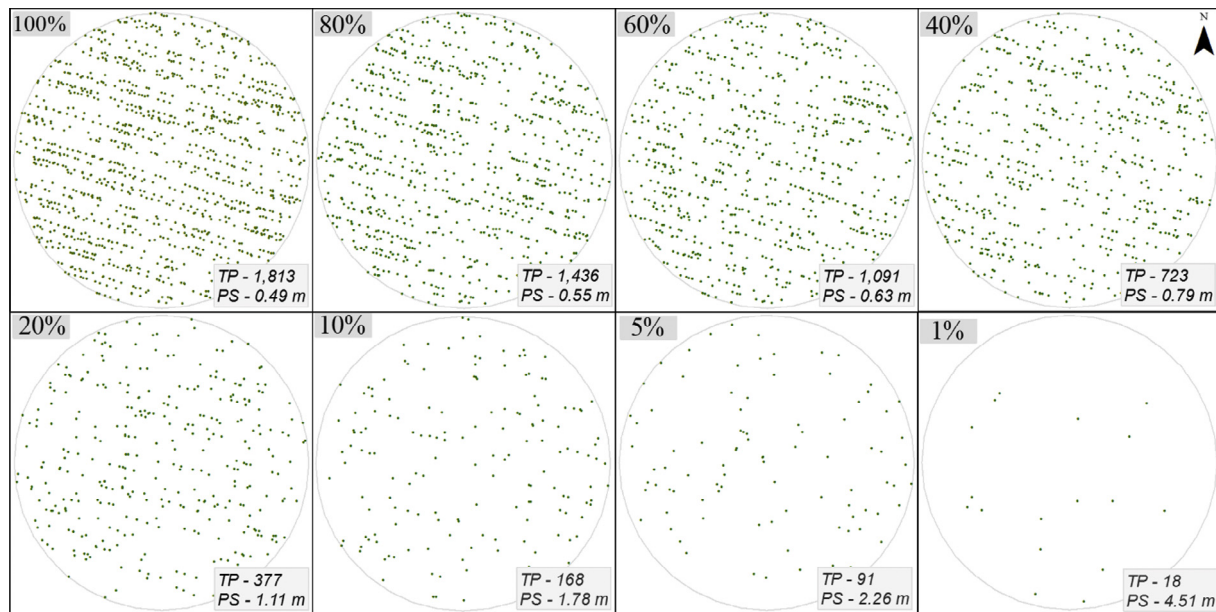 100%
TP - 1,813
PS - 0.49 m
80%
TP - 1,436
PS - 0.55 m
60%
TP - 1,091
PS - 0.63 m
40%
N
TP - 723
PS - 0.79 m
20%
TP - 377
PS - 1.11 m
10%
TP - 168
PS - 1.78 m
5%
TP - 91
PS - 2.26 m
1%
TP - 18
PS - 4.51 m